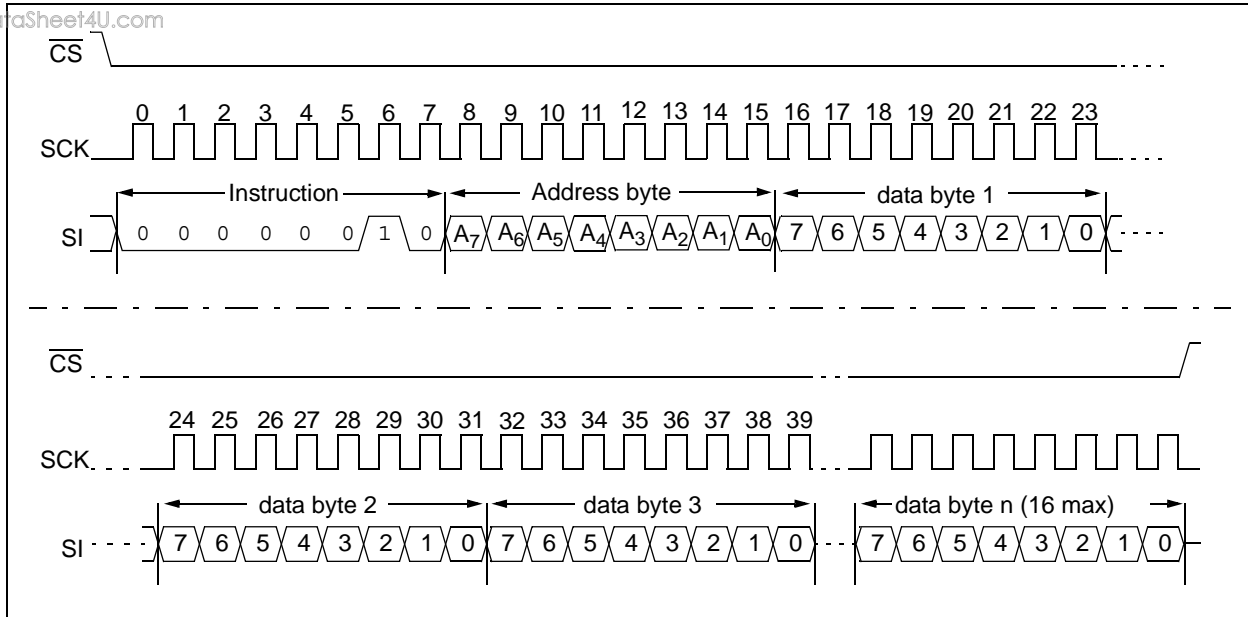 taSheet4U.com
CS
0 1 2 3 4 5 6 7 8 9 10 11 12 13 14 15 16 17 18 19 20 21 22 23
SCK
Instruction Address byte data byte 1
SI 0 0 0 0 0 0 1 0 A7 A6 A5 A4 A3 A2 A1 A0 7 6 5 4 3 2 1 0
CS
24 25 26 27 28 29 30 31 32 33 34 35 36 37 38 39
SCK
data byte 2 data byte 3 data byte n (16 max)
SI 7 6 5 4 3 2 1 0 7 6 5 4 3 2 1 0 7 6 5 4 3 2 1 0